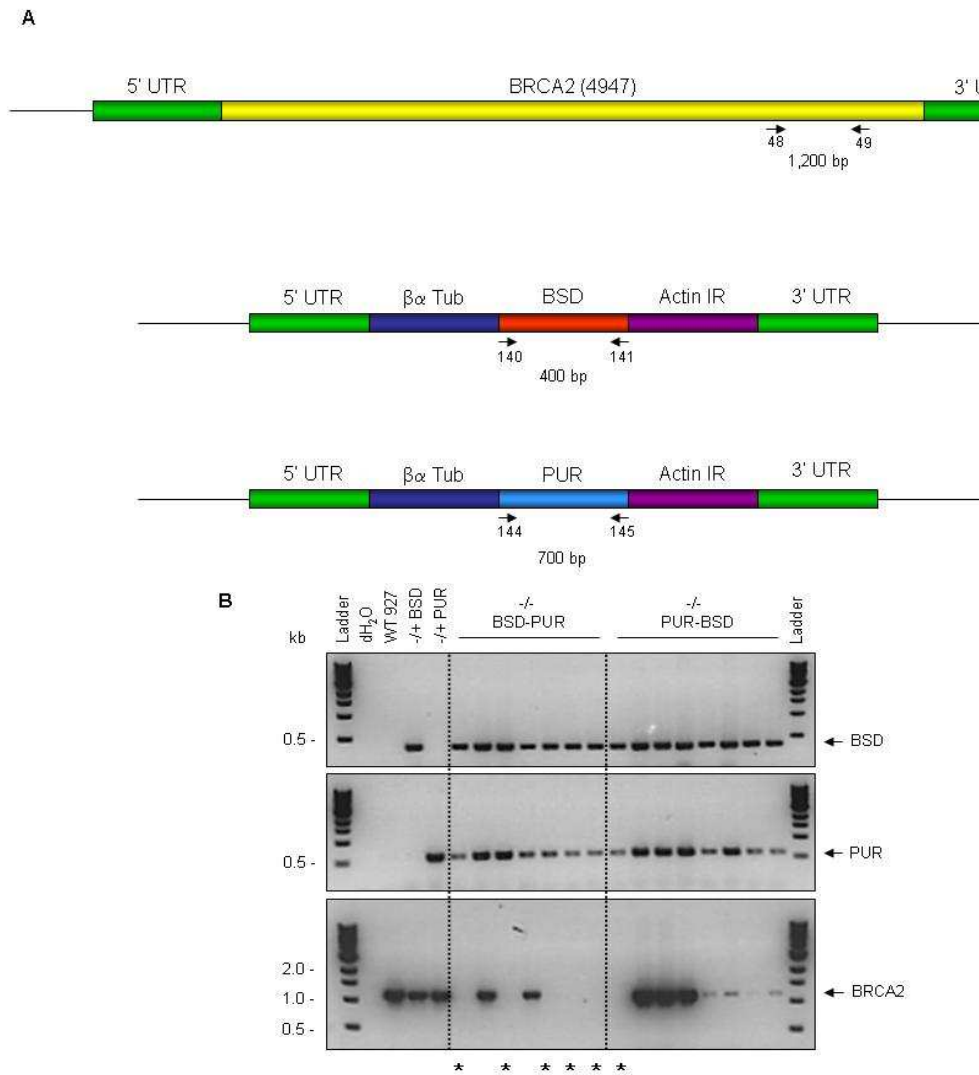 A
5' UTR BRCA2 (4947) 3' U
48 49
1,200 bp
5' UTR βα Tub BSD Actin IR 3' UTR
140 141
400 bp
5' UTR βα Tub PUR Actin IR 3' UTR
144 145
700 bp
B
kb
Ladder
dH2O
WT 927
-/+ BSD
-/+ PUR
-/-
BSD-PUR
-/-
PUR-BSD
Ladder
0.5 - BSD
0.5 - PUR
2.0 -
1.0 - BRCA2
0.5 -
* * * * * *